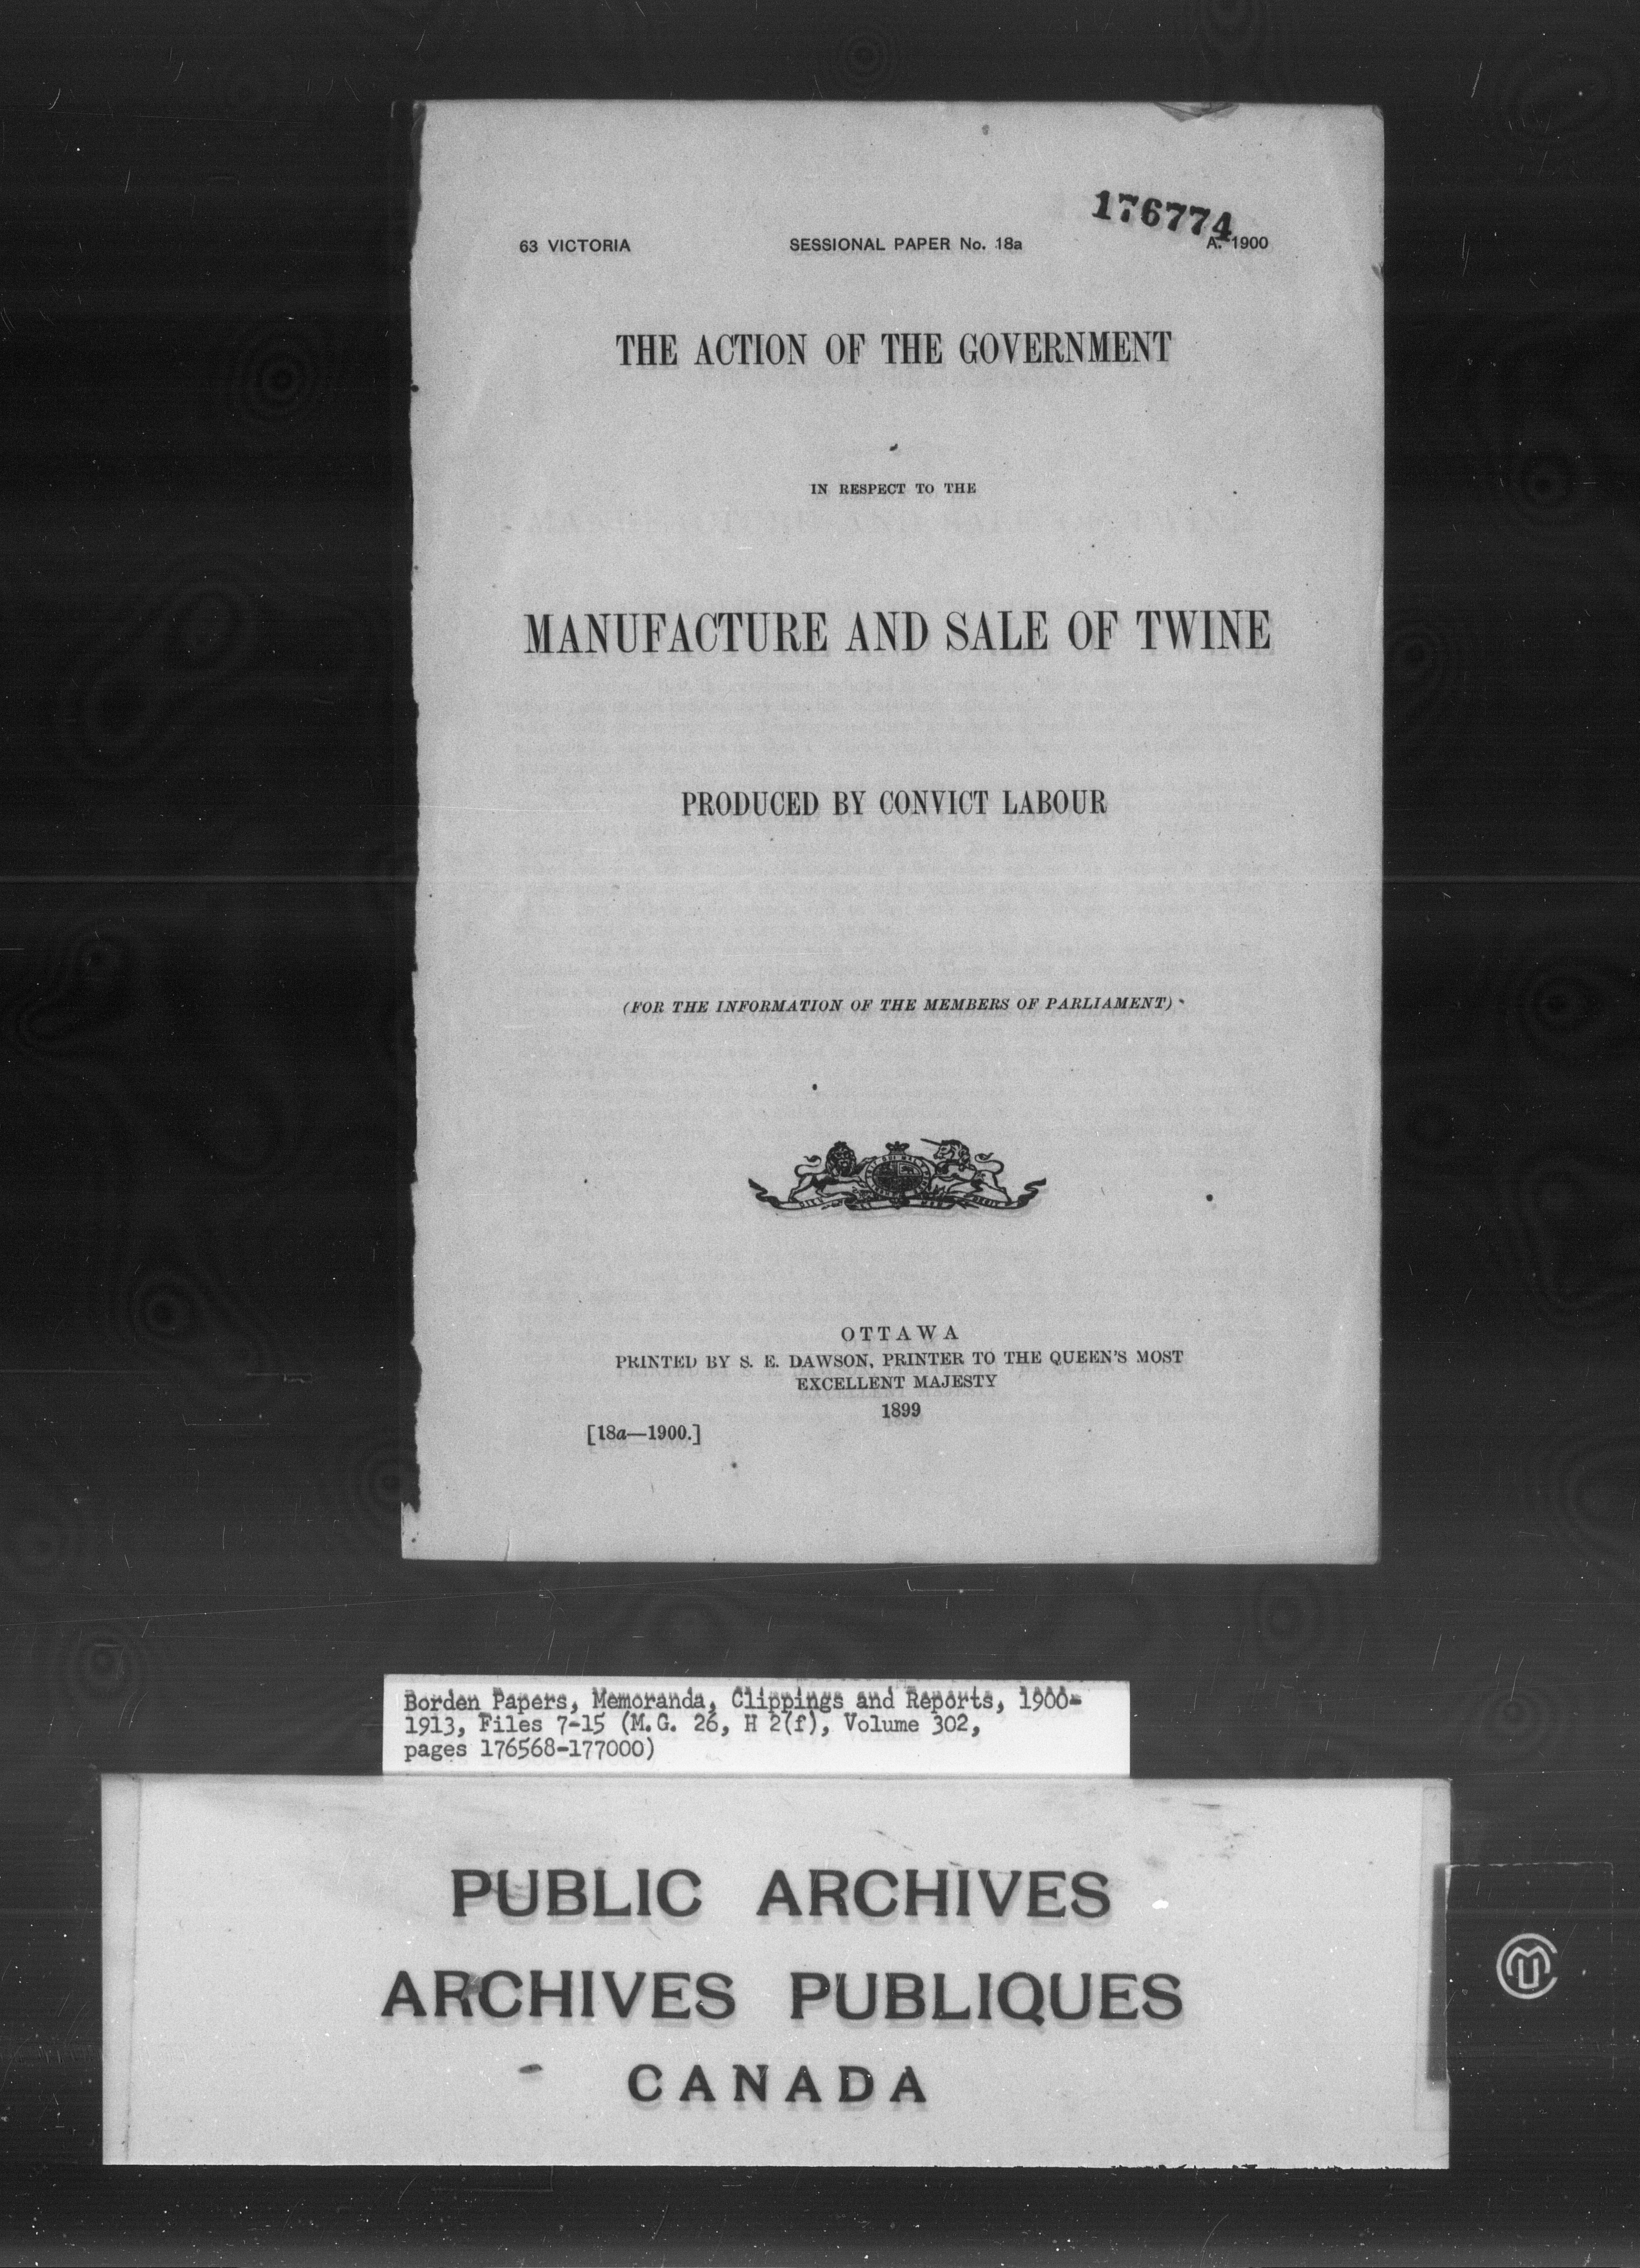 176774
63 VICTORIA SESSIONAL PAPER No. 18a A. 1900
THE ACTION OF THE GOVERNMENT
IN RESPECT TO THE
MANUFACTURE AND SALE OF TWINE
PRODUCED BY CONVICT LABOUR
(FOR THE INFORMATION OF THE MEMBERS OF PARLIAMENT)
OTTAWA
PRINTED BY S. E. DAWSON, PRINTER TO THE QUEEN'S MOST
EXCELLENT MAJESTY
1899
[18a—1900.]
Borden Papers, Memoranda, Clippings and Reports, 1900-
1913, Files 7-15 (M.G. 26, H 2(f), Volume 302,
pages 176568-177000)
PUBLIC ARCHIVES
ARCHIVES PUBLIQUES
CANADA